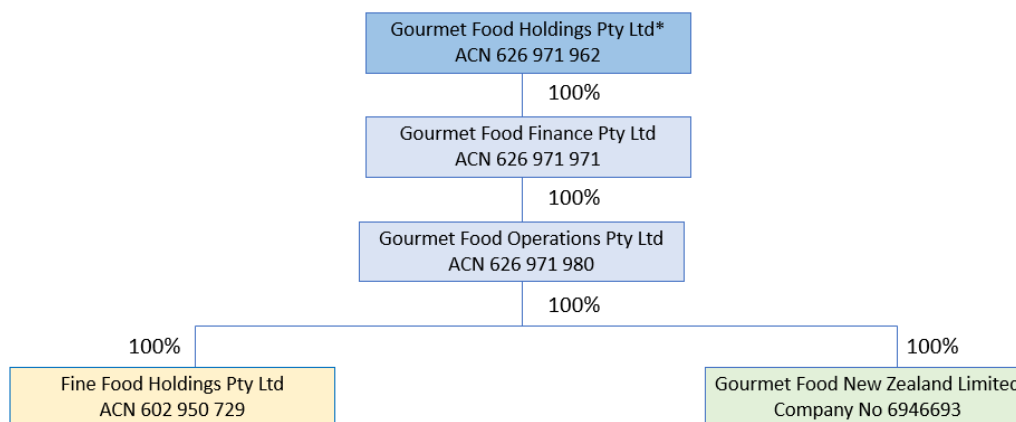 Gourmet Food Holdings Pty Ltd*
ACN 626 971 962
100%
Gourmet Food Finance Pty Ltd
ACN 626 971 971
100%
Gourmet Food Operations Pty Ltd
ACN 626 971 980
100%
100%
100%
Fine Food Holdings Pty Ltd
ACN 602 950 729
Gourmet Food New Zealand Limited
Company No 6946693